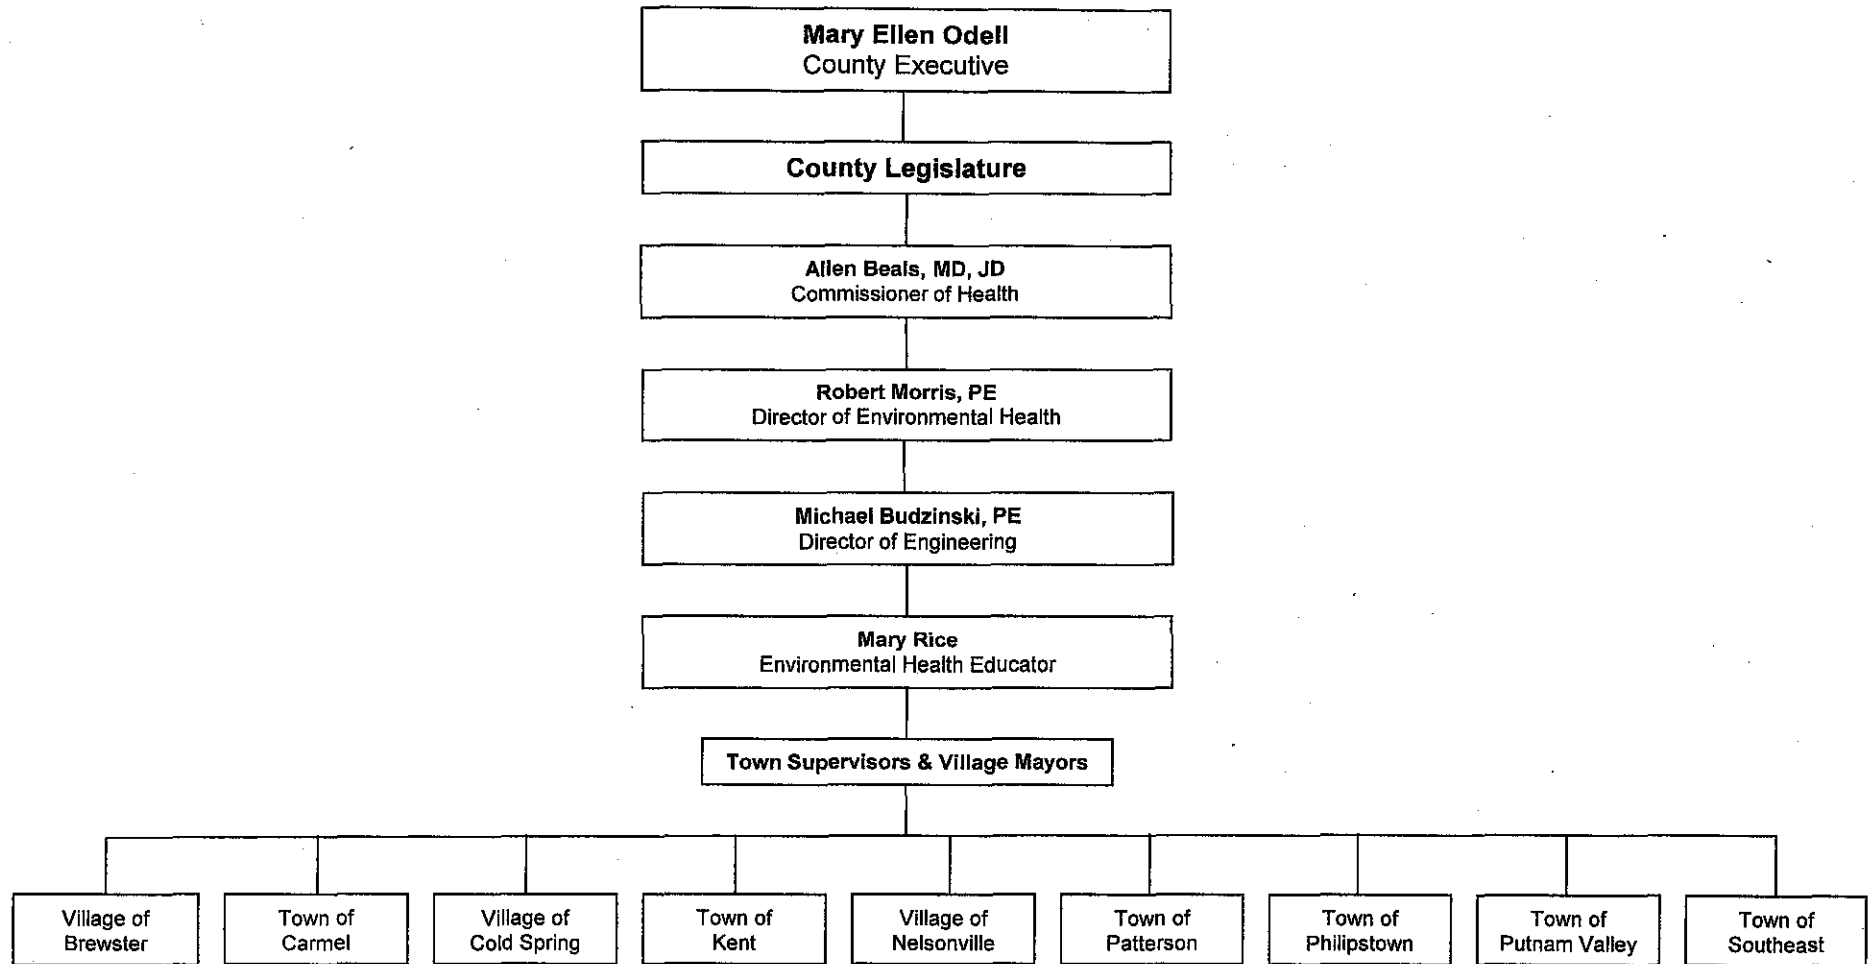 Mary Ellen Odell
County Executive
County Legislature
Allen Beals, MD, JD
Commissioner of Health
Robert Morris, PE
Director of Environmental Health
Michael Budzinski, PE
Director of Engineering
Mary Rice
Environmental Health Educator
Town Supervisors & Village Mayors
Village of
Brewster
Town of
Carmel
Village of
Cold Spring
Town of
Kent
Village of
Nelsonville
Town of
Patterson
Town of
Philipstown
Town of
Putnam Valley
Town of
Southeast